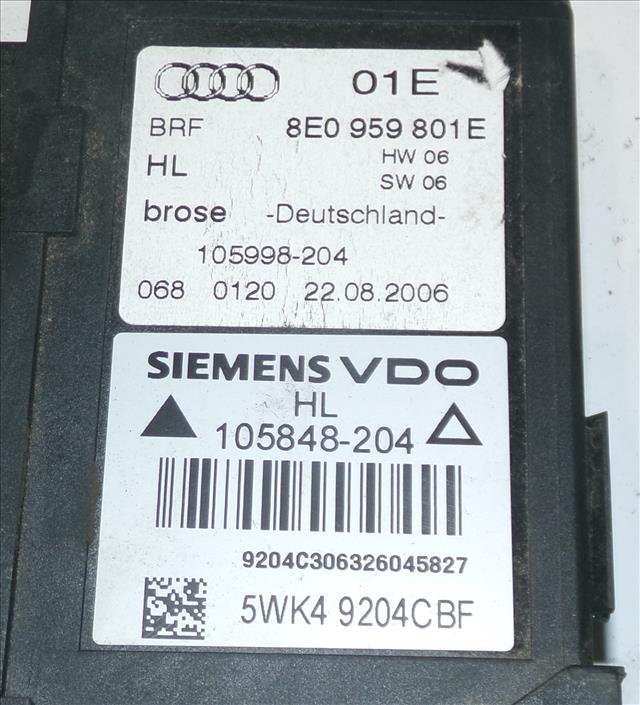 01E
BRF 8E0 959 801E
HL HW 06
SW 06
brose -Deutschland-
105998-204
068 0120 22.08.2006
SIEMENS VDO
HL
105848-204
9204C306326045827
5WK4 9204CBF